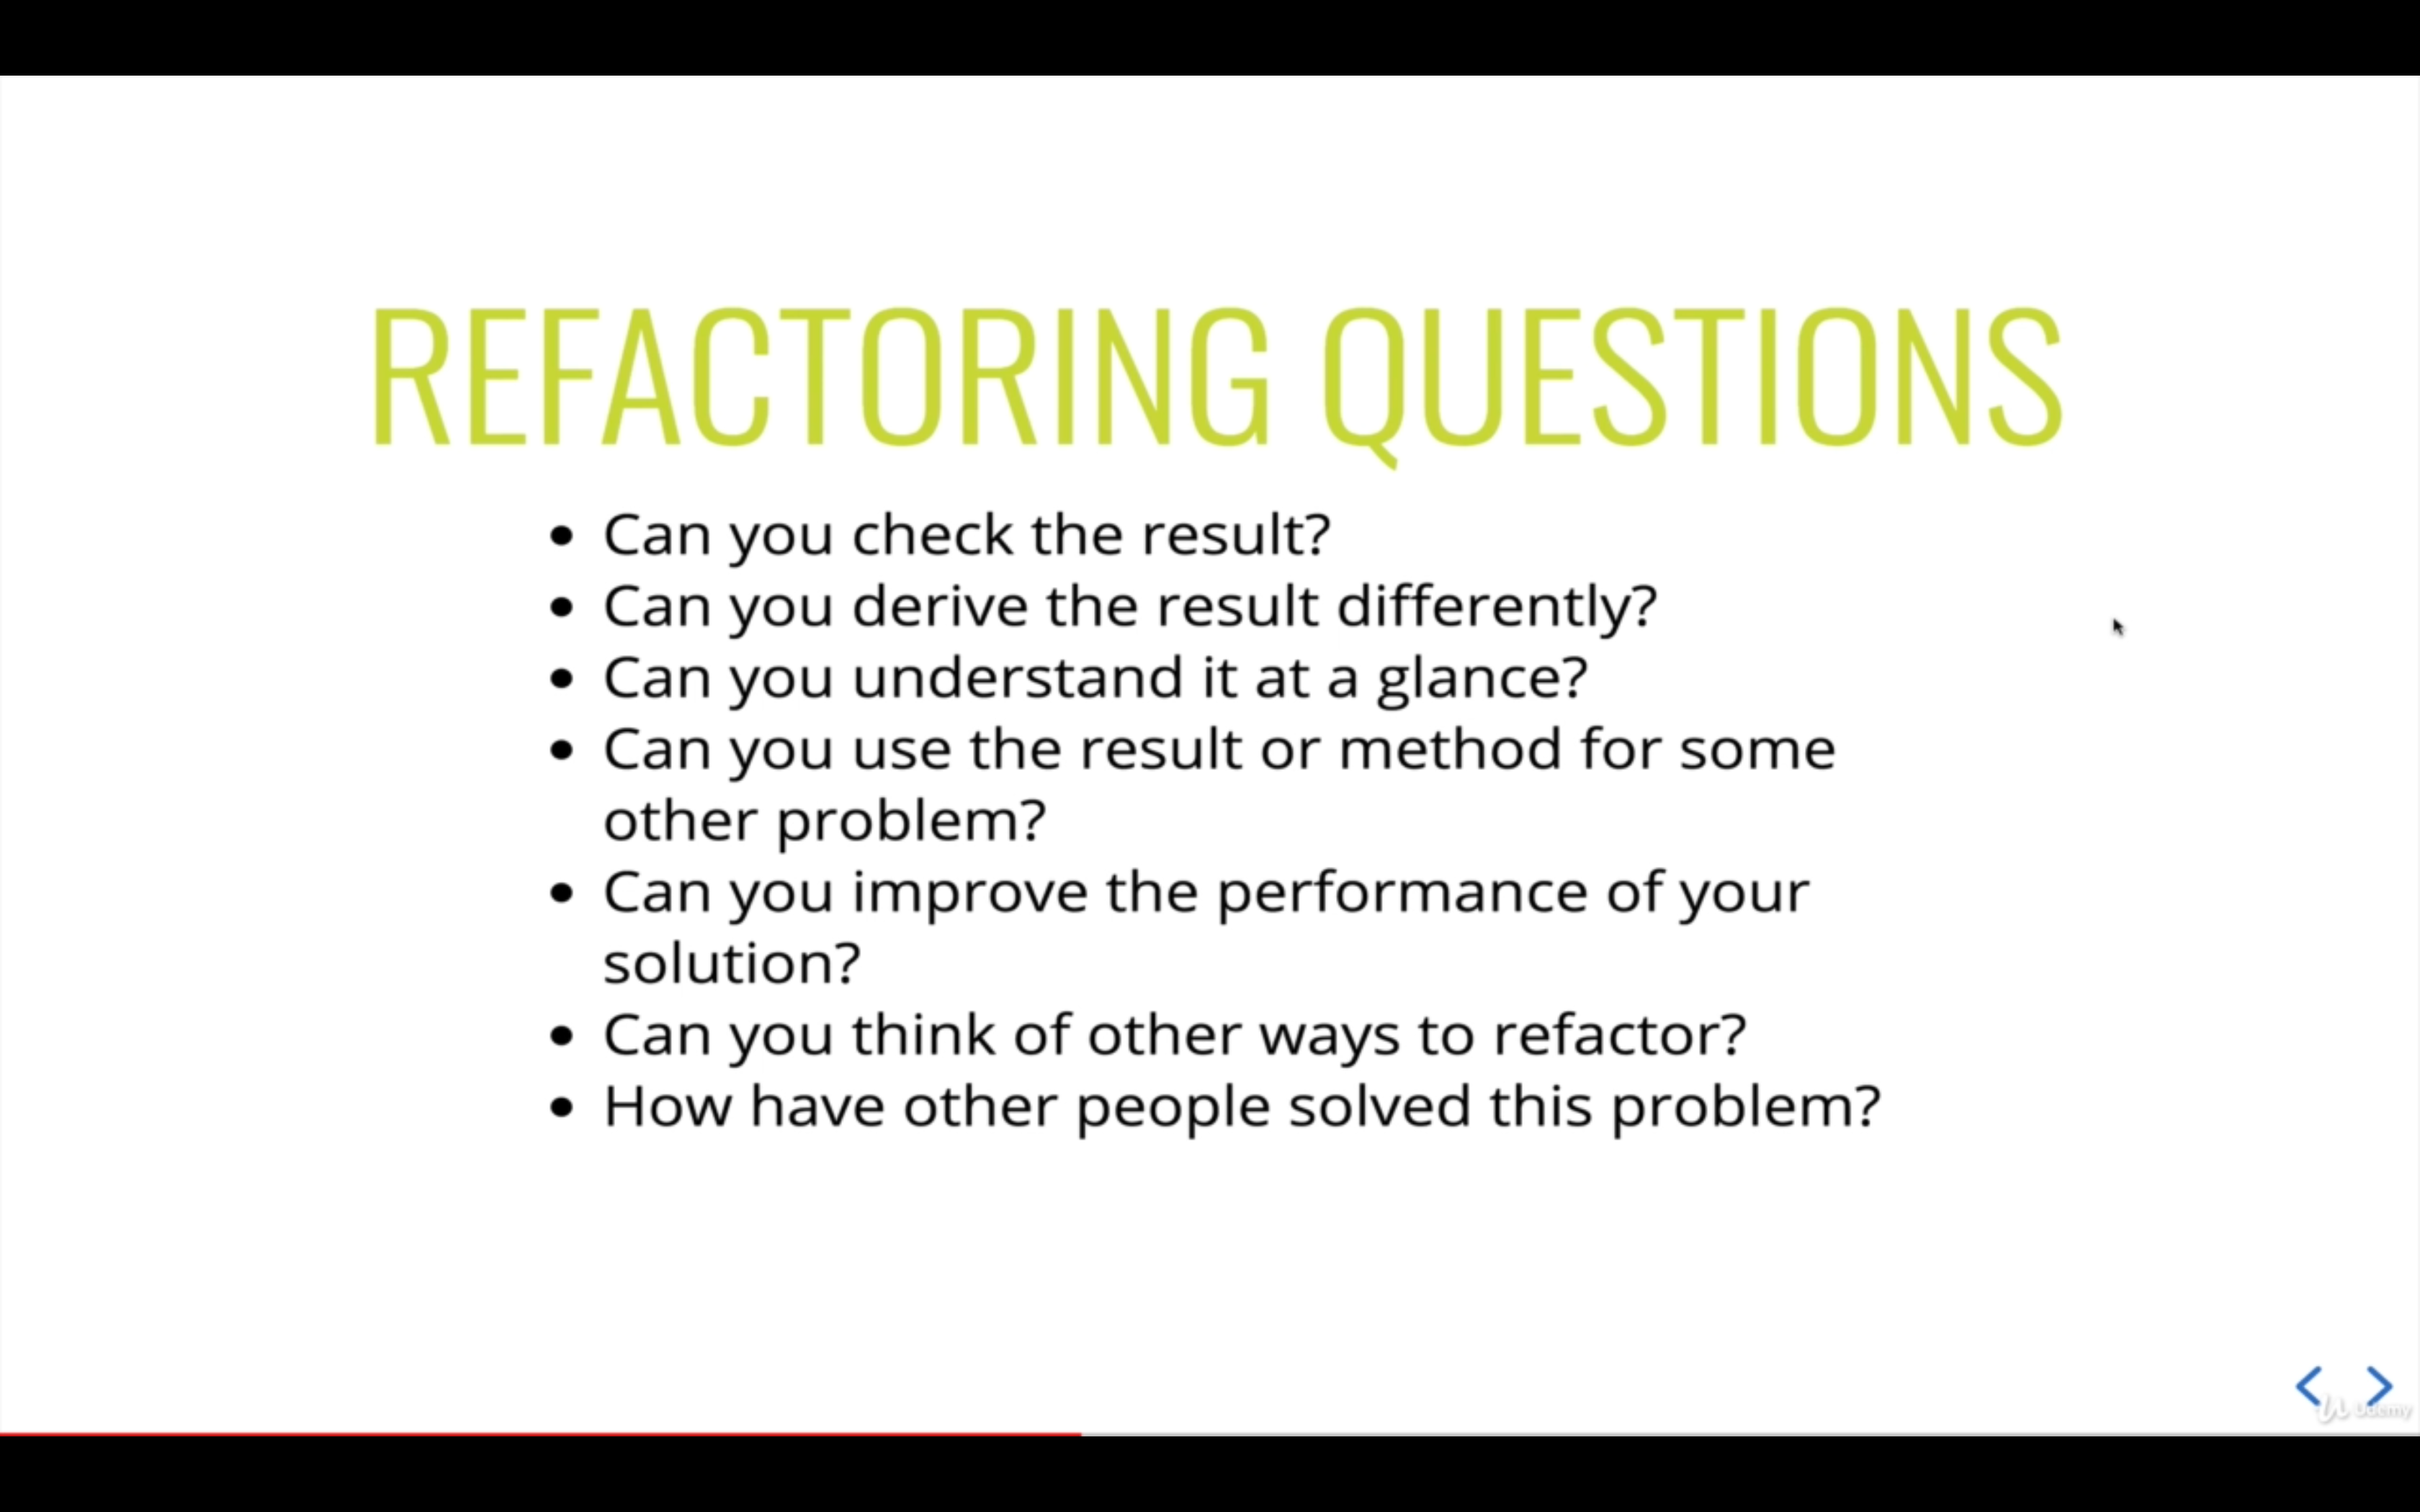 REFACTORING QUESTIONS
• Can you check the result?
• Can you derive the result differently?
• Can you understand it at a glance?
• Can you use the result or method for some
other problem?
• Can you improve the performance of your
solution?
• Can you think of other ways to refactor?
• How have other people solved this problem?
Udemy